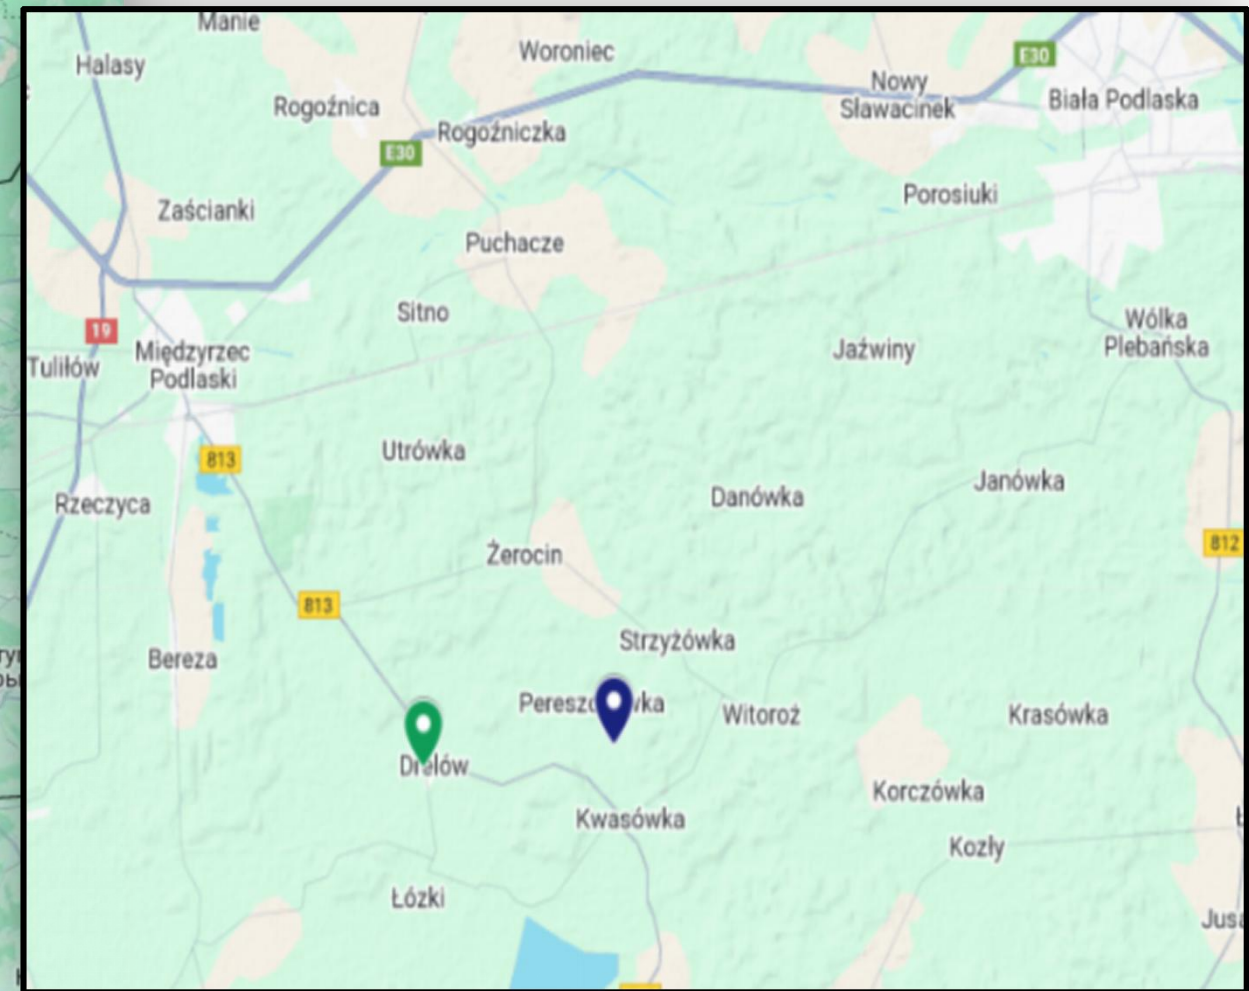 Manie
Halasy
Woroniec
E30
Nowy
Sławacinek
Biała Podlaska
Rogoźnica
Rogoźniczka
E30
Zaścianki
Porosiuki
Puchacze
Sitno
19
Międzyrzec
Podlaski
Tuliłów
Jaźwiny
Wólka
Plebańska
813
Utrówka
Rzeczyca
Danówka
Janówka
Żerocin
812
813
Strzyżówka
Bereza
Witoroż
Krasówka
Drelów
Korczówka
Kwasówka
Kozły
Łózki